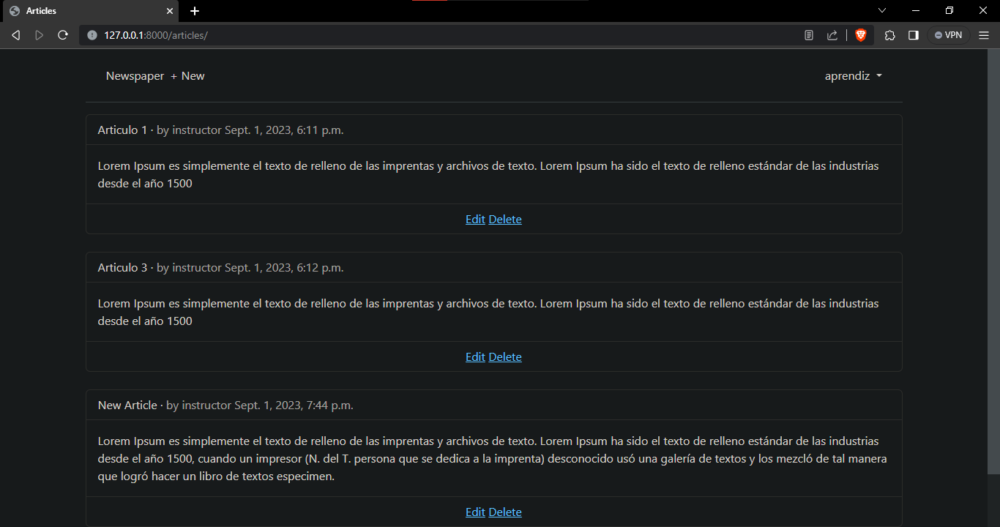 Articles
127.0.0.1:8000/articles/
VPN
Newspaper + New
aprendiz
Articulo 1 · by instructor Sept. 1, 2023, 6:11 p.m.
Lorem Ipsum es simplemente el texto de relleno de las imprentas y archivos de texto. Lorem Ipsum ha sido el texto de relleno estándar de las industrias
desde el año 1500
Edit Delete
Articulo 3 · by instructor Sept. 1, 2023, 6:12 p.m.
Lorem Ipsum es simplemente el texto de relleno de las imprentas y archivos de texto. Lorem Ipsum ha sido el texto de relleno estándar de las industrias
desde el año 1500
Edit Delete
New Article · by instructor Sept. 1, 2023, 7:44 p.m.
Lorem Ipsum es simplemente el texto de relleno de las imprentas y archivos de texto. Lorem Ipsum ha sido el texto de relleno estándar de las industrias
desde el año 1500, cuando un impresor (N. del T. persona que se dedica a la imprenta) desconocido usó una galería de textos y los mezcló de tal manera
que logró hacer un libro de textos especimen.
Edit Delete